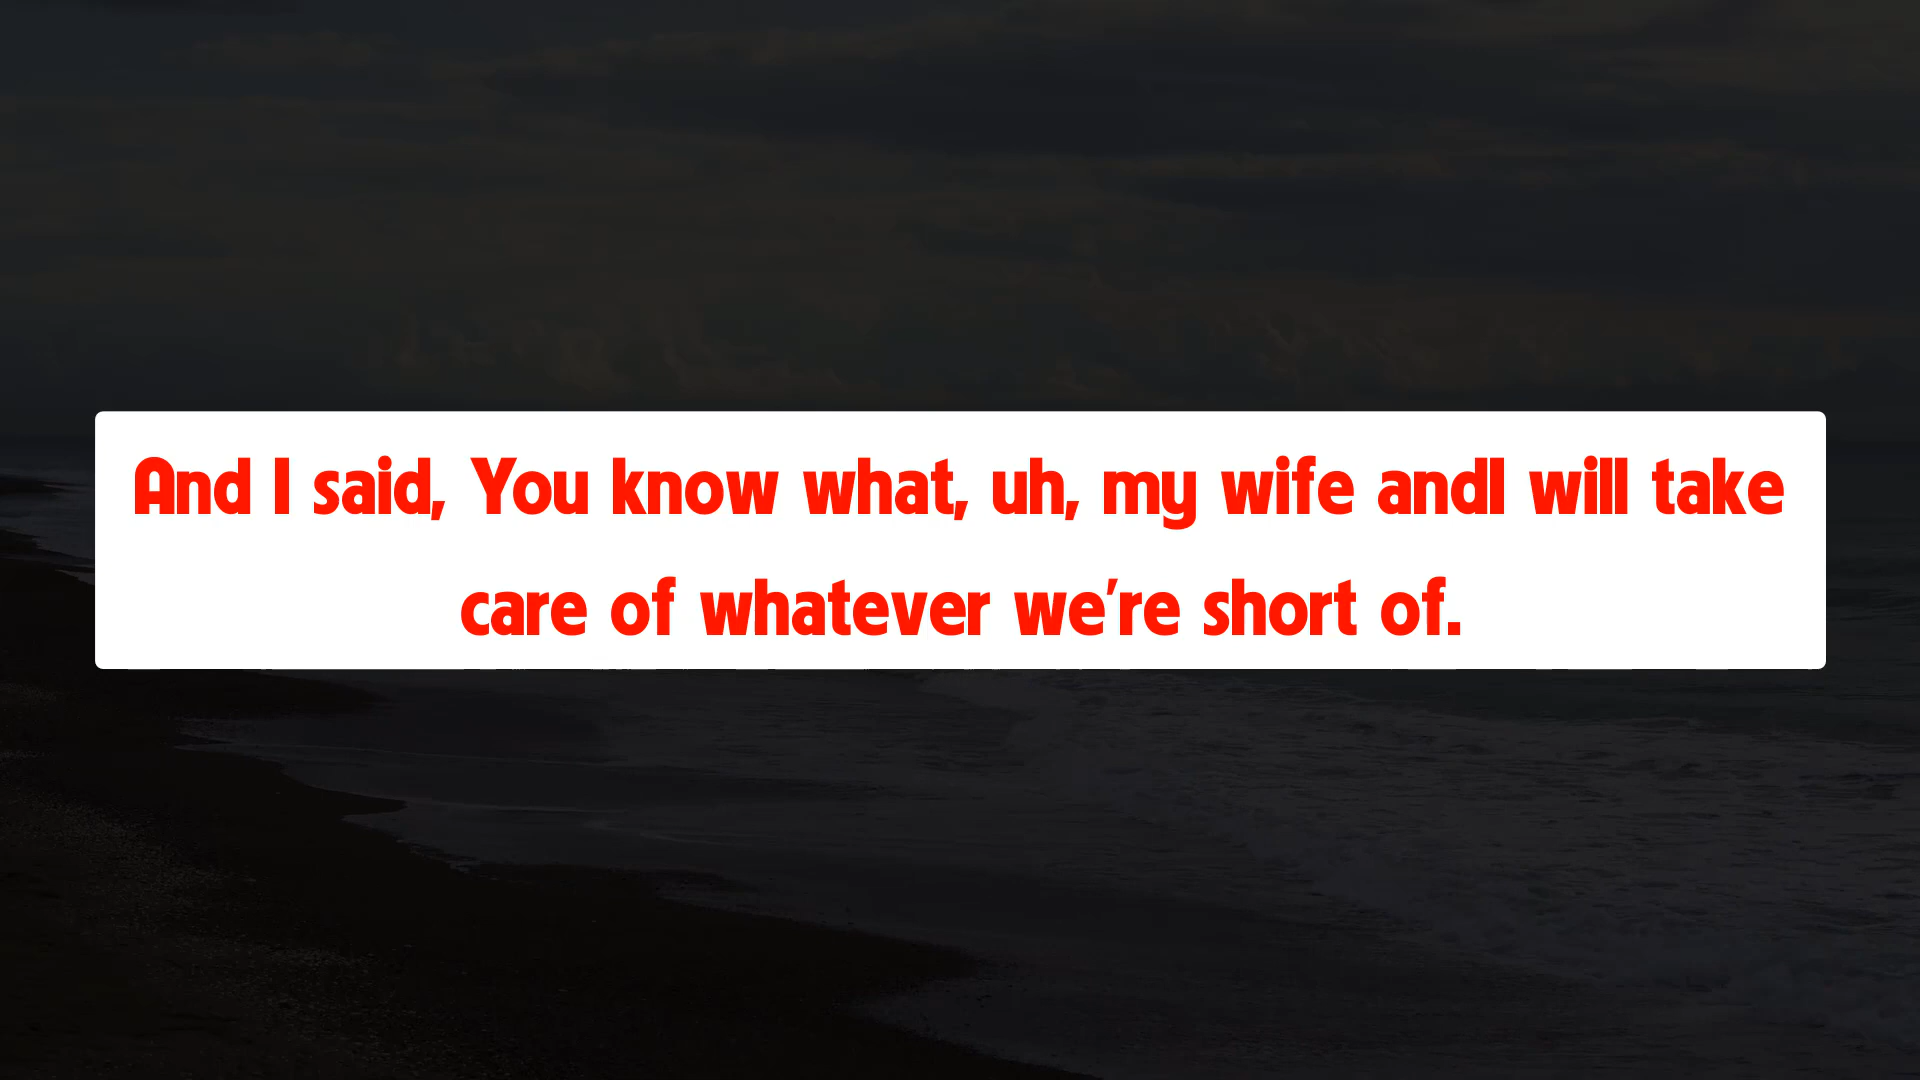 And I said, You know what, uh, my wife andI will take
care of whatever we're short of.